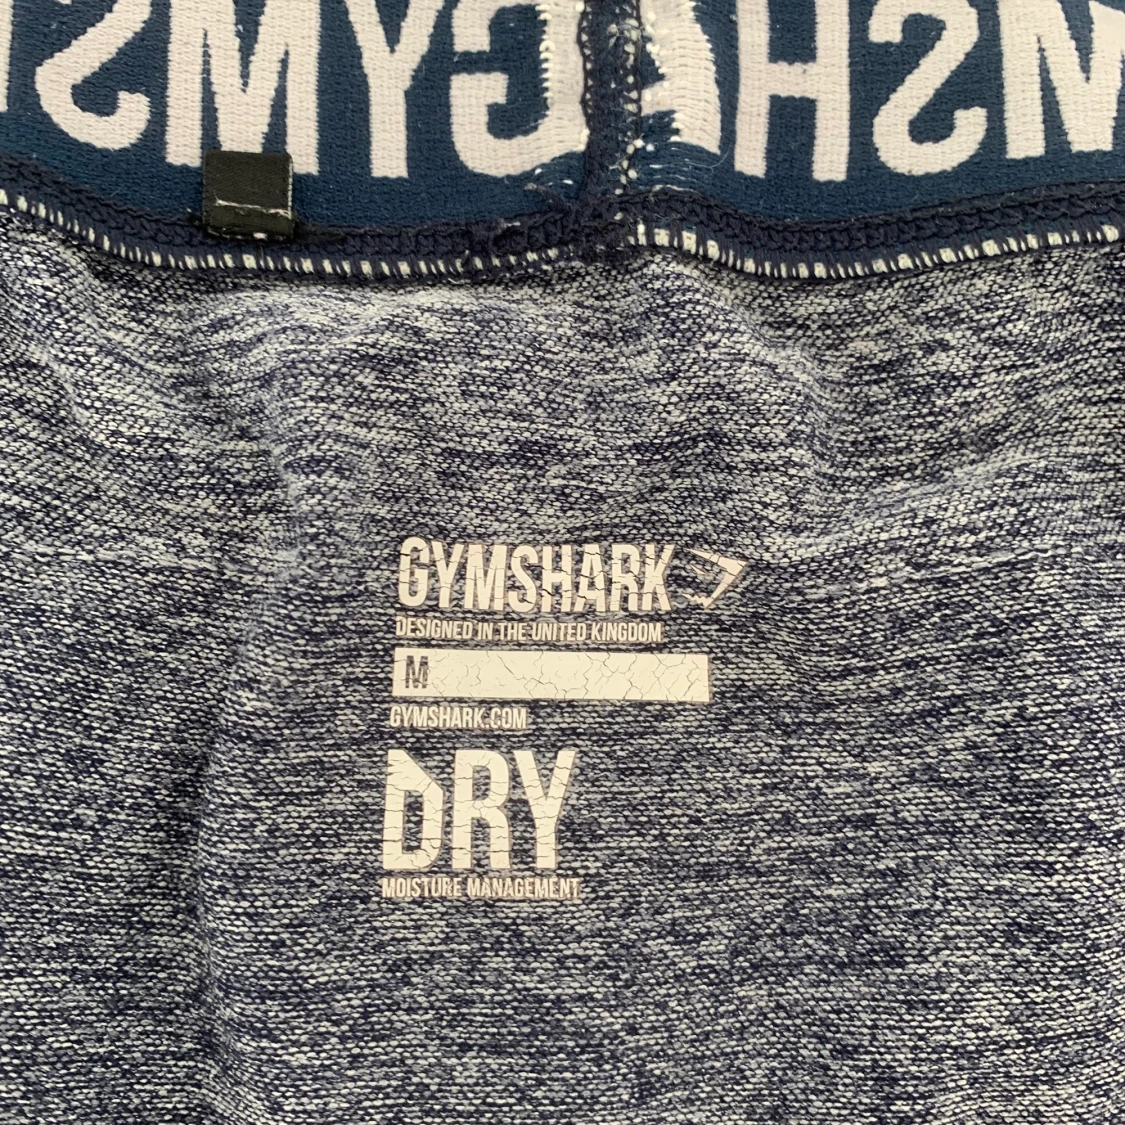 GYMSHARK
DESIGNED IN THE UNITED KINGDOM
M
GYMSHARK.COM
DRY
MOISTURE MANAGEMENT